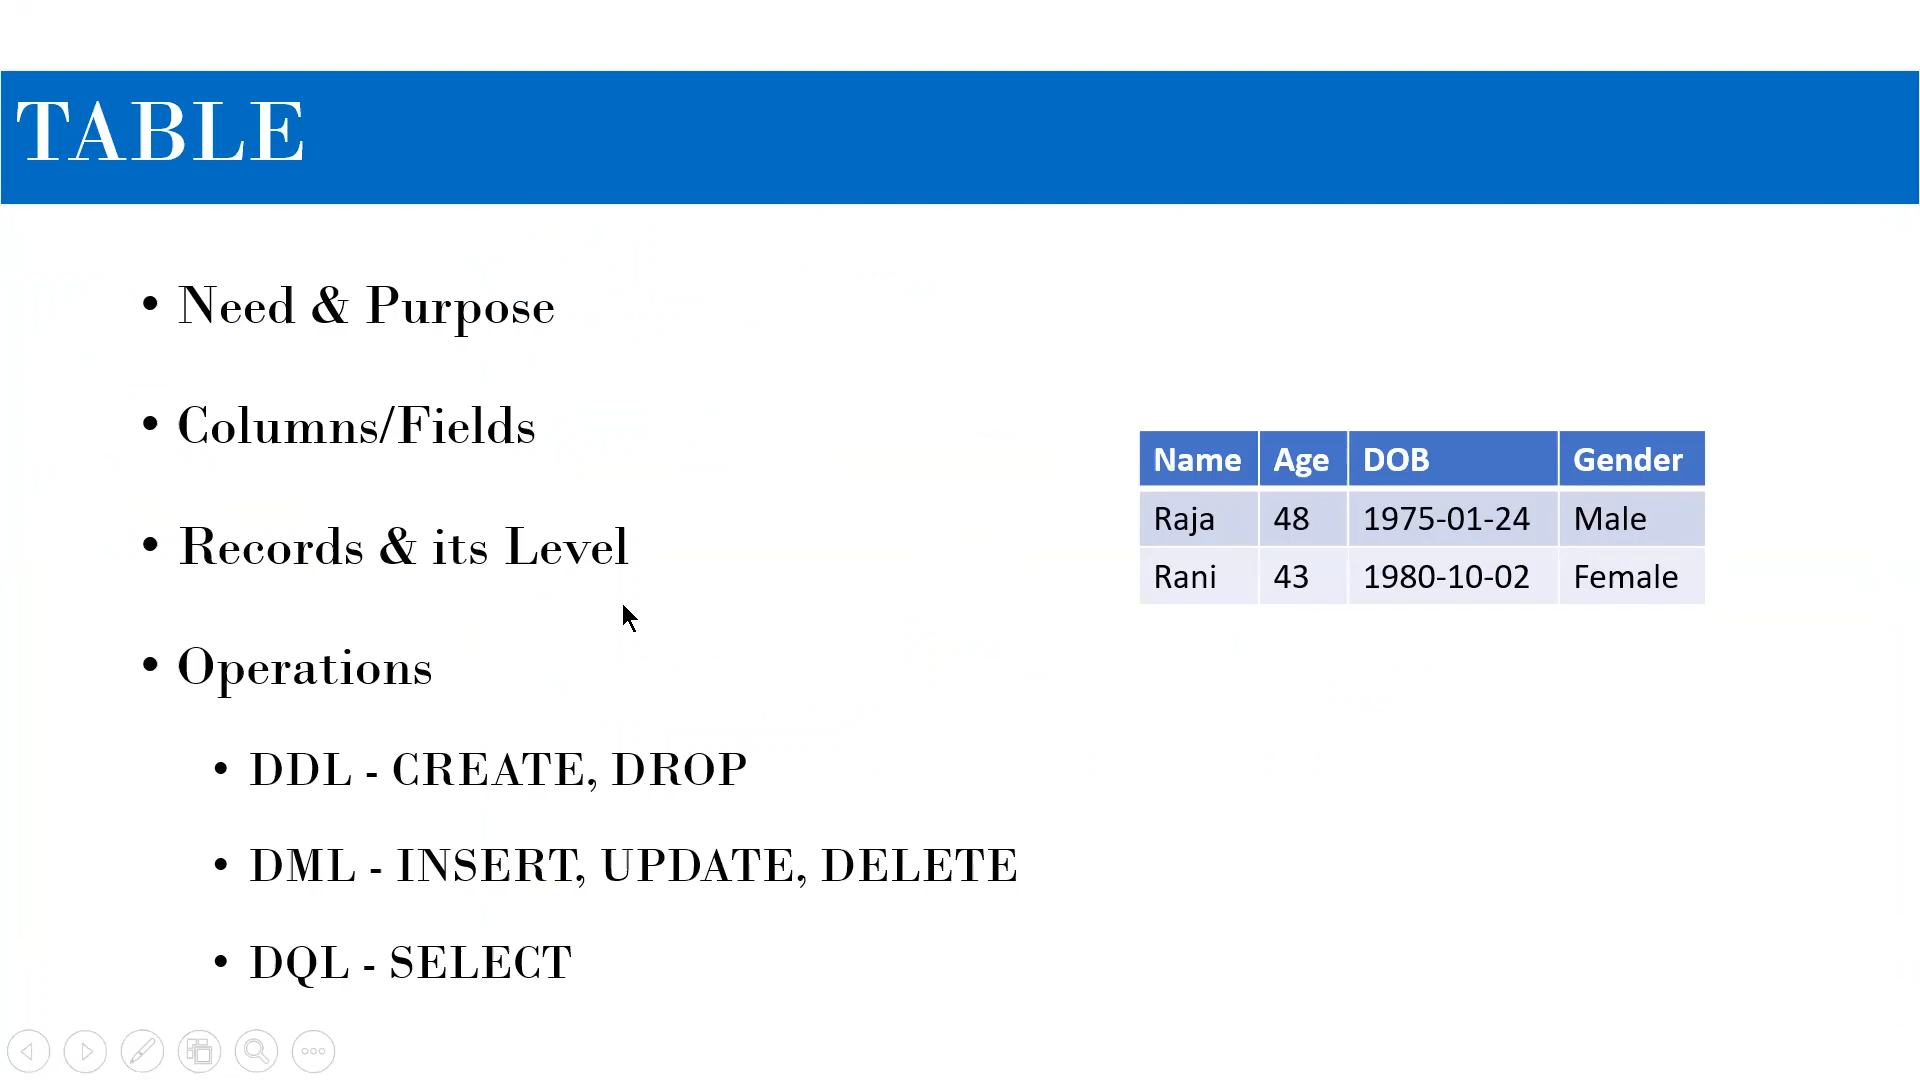 TABLE
• Need & Purpose
• Columns/Fields
• Records & its Level
• Operations
• DDL - CREATE, DROP
• DML - INSERT, UPDATE, DELETE
• DQL - SELECT
Name Age DOB Gender
Raja 48 1975-01-24 Male
Rani 43 1980-10-02 Female